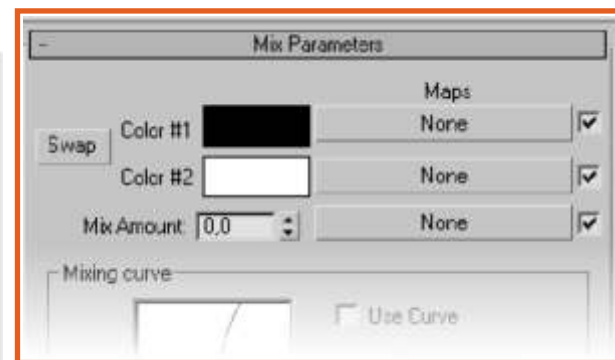 - Mix Parameters
Maps
Swap Color #1 None
Color #2 None
Mix Amount: 0,0 None
Mixing curve
Use Curve